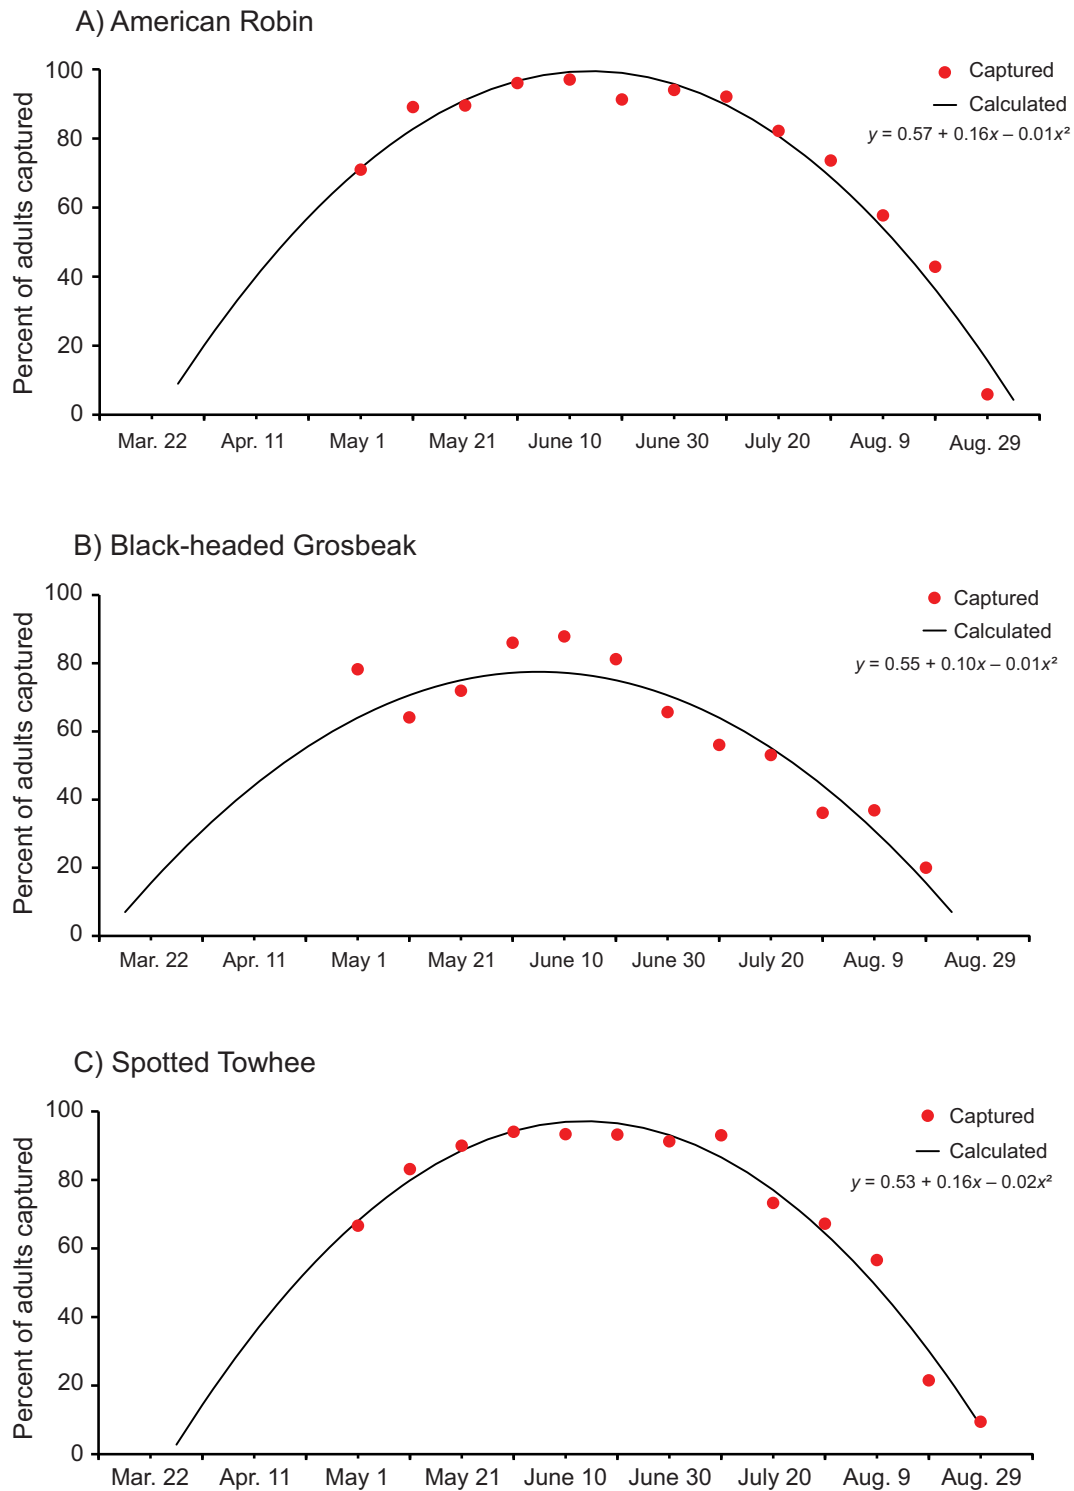 A) American Robin
Percent of adults captured
100
80
60
40
20
0
Captured
Calculated
y = 0.57 + 0.16x – 0.01x²
Mar. 22 Apr. 11 May 1 May 21 June 10 June 30 July 20 Aug. 9 Aug. 29
B) Black-headed Grosbeak
Percent of adults captured
100
80
60
40
20
0
Captured
Calculated
y = 0.55 + 0.10x – 0.01x²
Mar. 22 Apr. 11 May 1 May 21 June 10 June 30 July 20 Aug. 9 Aug. 29
C) Spotted Towhee
Percent of adults captured
100
80
60
40
20
0
Captured
Calculated
y = 0.53 + 0.16x – 0.02x²
Mar. 22 Apr. 11 May 1 May 21 June 10 June 30 July 20 Aug. 9 Aug. 29